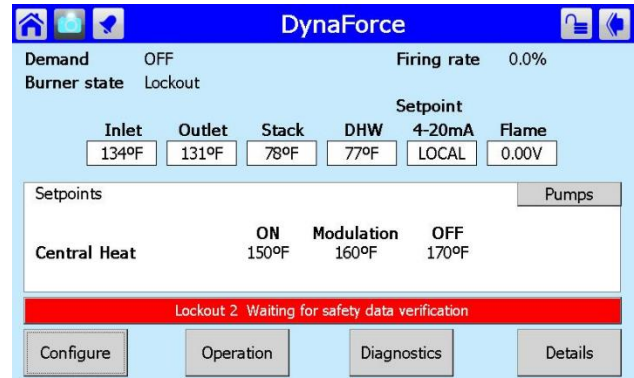 DynaForce
Demand OFF Firing rate 0.0%
Burner state Lockout
Setpoint
Inlet Outlet Stack DHW 4-20mA Flame
134ºF 131ºF 78ºF 77ºF LOCAL 0.00V
Setpoints Pumps
ON Modulation OFF
Central Heat 150ºF 160ºF 170ºF
Lockout 2 Waiting for safety data verification
Configure Operation Diagnostics Details